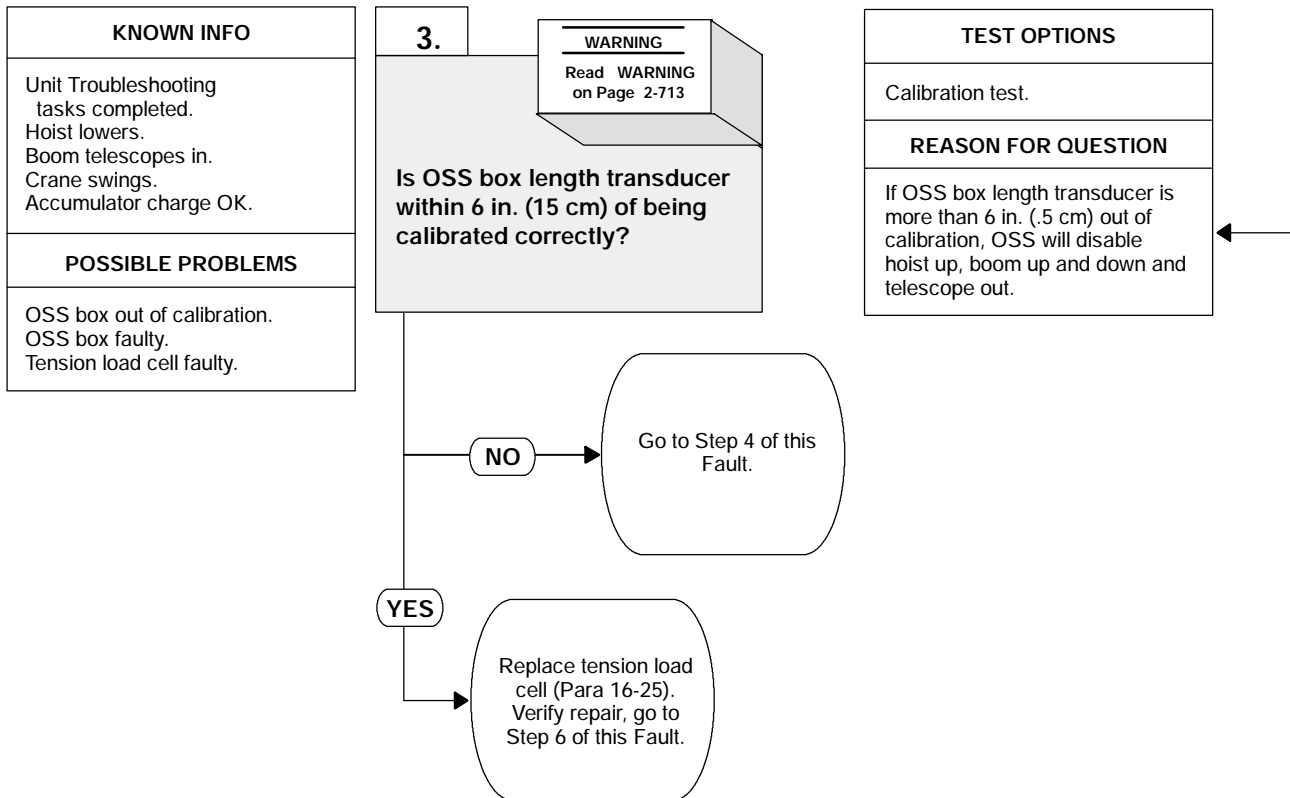 KNOWN INFO
Unit Troubleshooting
tasks completed.
Hoist lowers.
Boom telescopes in.
Crane swings.
Accumulator charge OK.
POSSIBLE PROBLEMS
OSS box out of calibration.
OSS box faulty.
Tension load cell faulty.
3.
WARNING
Read WARNING
on Page 2-713
Is OSS box length transducer
within 6 in. (15 cm) of being
calibrated correctly?
TEST OPTIONS
Calibration test.
REASON FOR QUESTION
If OSS box length transducer is
more than 6 in. (.5 cm) out of
calibration, OSS will disable
hoist up, boom up and down and
telescope out.
NO
Go to Step 4 of this
Fault.
YES
Replace tension load
cell (Para 16-25).
Verify repair, go to
Step 6 of this Fault.